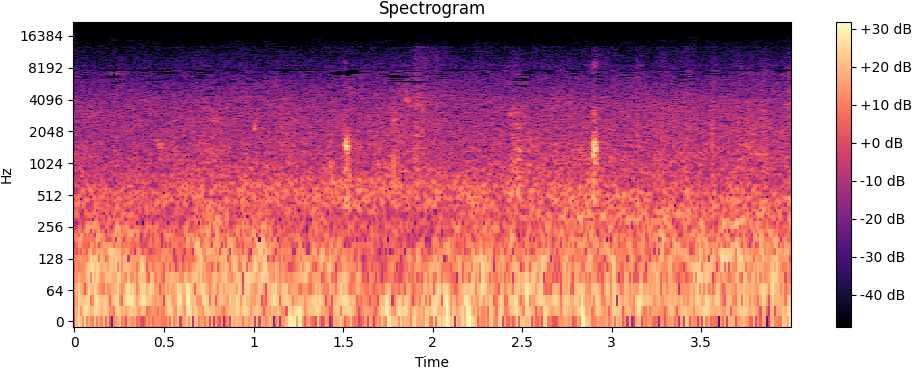 Spectrogram
16384
8192
4096
2048
1024
512
256
128
64
0
Hz
0 0.5 1 1.5 2 2.5 3 3.5
Time
+30 dB
+20 dB
+10 dB
+0 dB
-10 dB
-20 dB
-30 dB
-40 dB